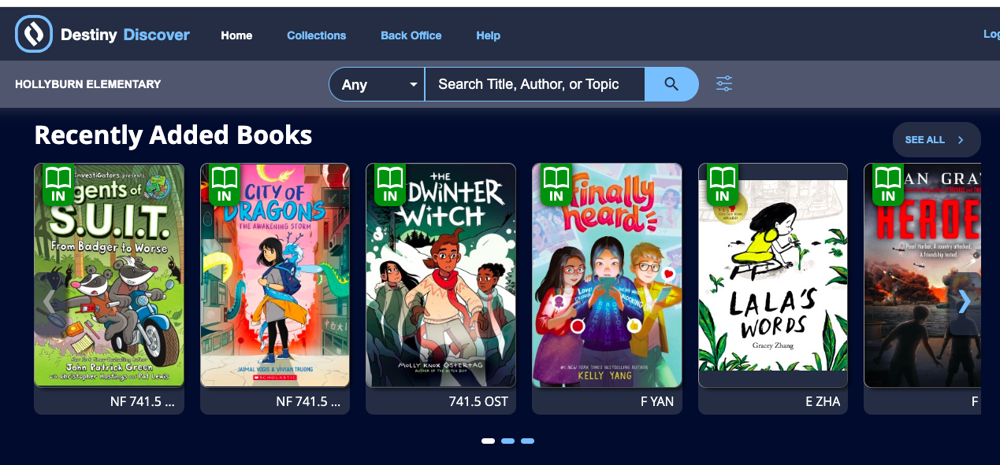 Destiny Discover
Home
Collections
Back Office
Help
Log
HOLLYBURN ELEMENTARY
Any
Search Title, Author, or Topic
Recently Added Books
SEE ALL
IN
InvestiGators presents
gents of
S.U.I.T.
From Badger to Worse
John Patrick Green
with Christopher Hastings and Pat Lewis
NF 741.5 ...
IN
CITY OF
DRAGONS
THE AWAKENING STORM
JAIMAL YOGIS & VIVIAN TRUONG
SCHOLASTIC
NF 741.5 ...
IN
THE
DWINTER
WITCH
MOLLY KNOX OSTERTAG
AUTHOR OF THE WITCH BOY
741.5 OST
IN
finally
heard
#1 NEW YORK TIMES BESTSELLING AUTHOR
KELLY YANG
F YAN
IN
AWARD
LALA'S
WORDS
Gracey Zhang
E ZHA
IN
AN GRA
HEROE
Pearl Harbor. A country attacked.
A friendship tested.
F